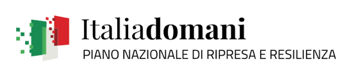 Italiadomani
PIANO NAZIONALE DI RIPRESA E RESILIENZA